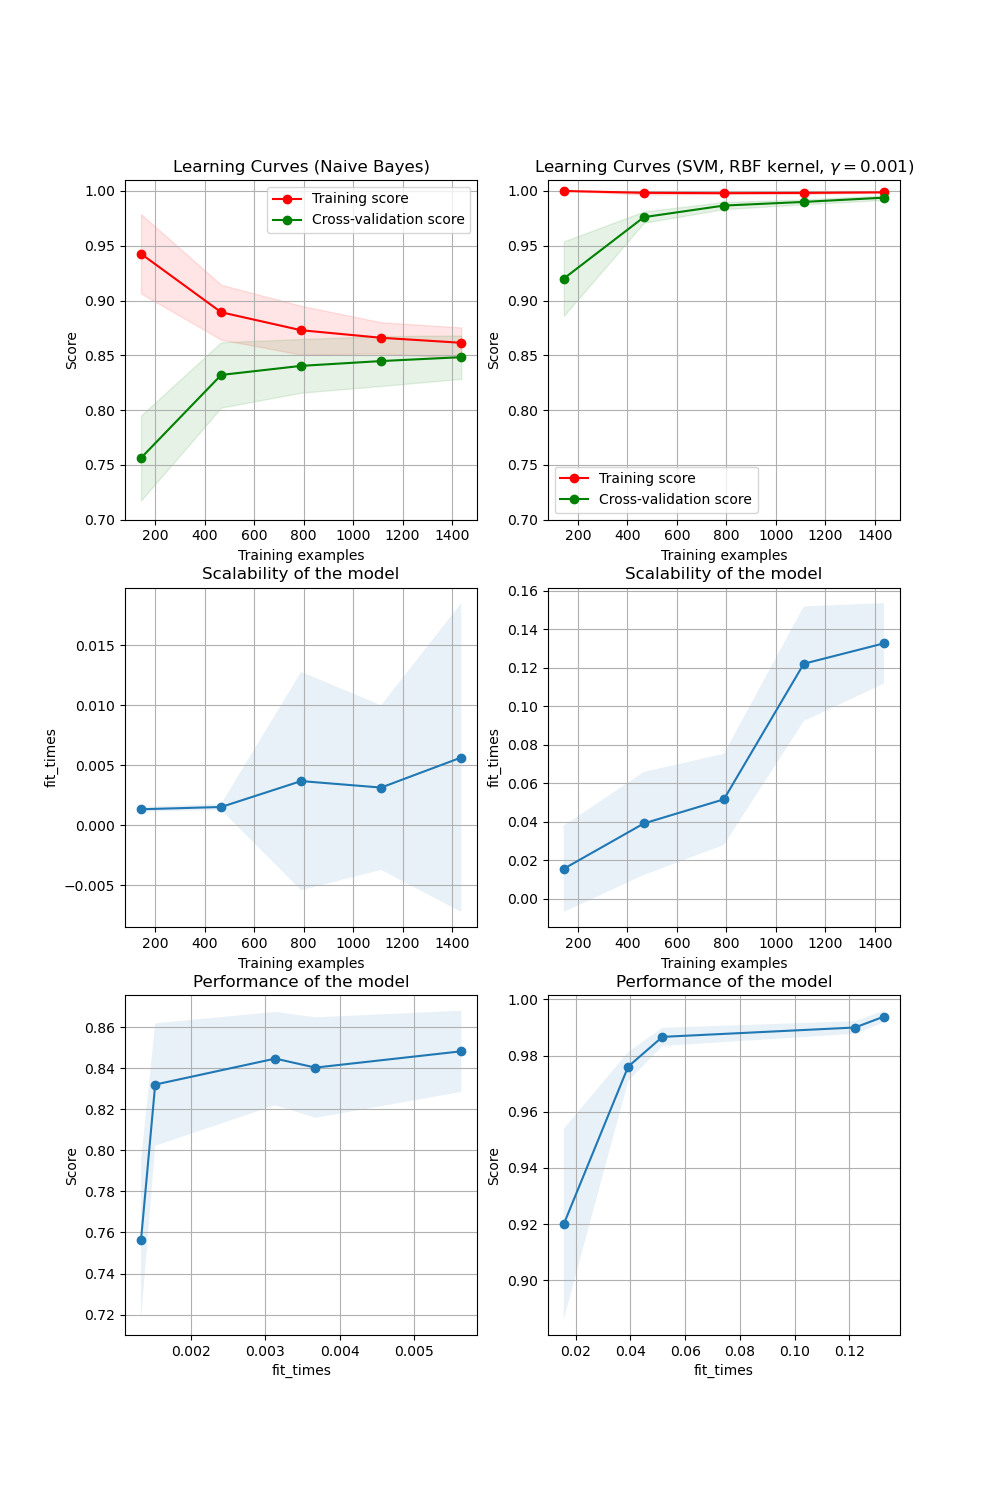 Learning Curves (Naive Bayes)
1.00
0.95
0.90
0.85
0.80
0.75
0.70
Score
Training score
Cross-validation score
200 400 600 800 1000 1200 1400
Training examples
Learning Curves (SVM, RBF kernel, γ = 0.001)
1.00
0.95
0.90
0.85
0.80
0.75
0.70
Score
Training score
Cross-validation score
200 400 600 800 1000 1200 1400
Training examples
Scalability of the model
0.015
0.010
0.005
0.000
−0.005
fit_times
200 400 600 800 1000 1200 1400
Training examples
Scalability of the model
0.16
0.14
0.12
0.10
0.08
0.06
0.04
0.02
0.00
fit_times
200 400 600 800 1000 1200 1400
Training examples
Performance of the model
0.86
0.84
0.82
0.80
0.78
0.76
0.74
0.72
Score
0.002 0.003 0.004 0.005
fit_times
Performance of the model
1.00
0.98
0.96
0.94
0.92
0.90
Score
0.02 0.04 0.06 0.08 0.10 0.12
fit_times